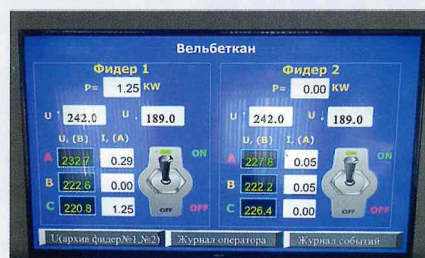 Вельбеткан
Фидер 1
P= 1.25 KW
U 242.0 U 189.0
U, (B) I, (A)
A 232.7 0.29 ON
B 222.6 0.00
C 220.8 1.25 OFF OFF
Фидер 2
P= 0.00 KW
U 242.0 U 189.0
U, (B) I, (A)
A 227.8 0.05 ON
B 222.2 0.05
C 226.4 0.00 OFF OFF
U(архив фидер№1,№2) Журнал оператора Журнал событий